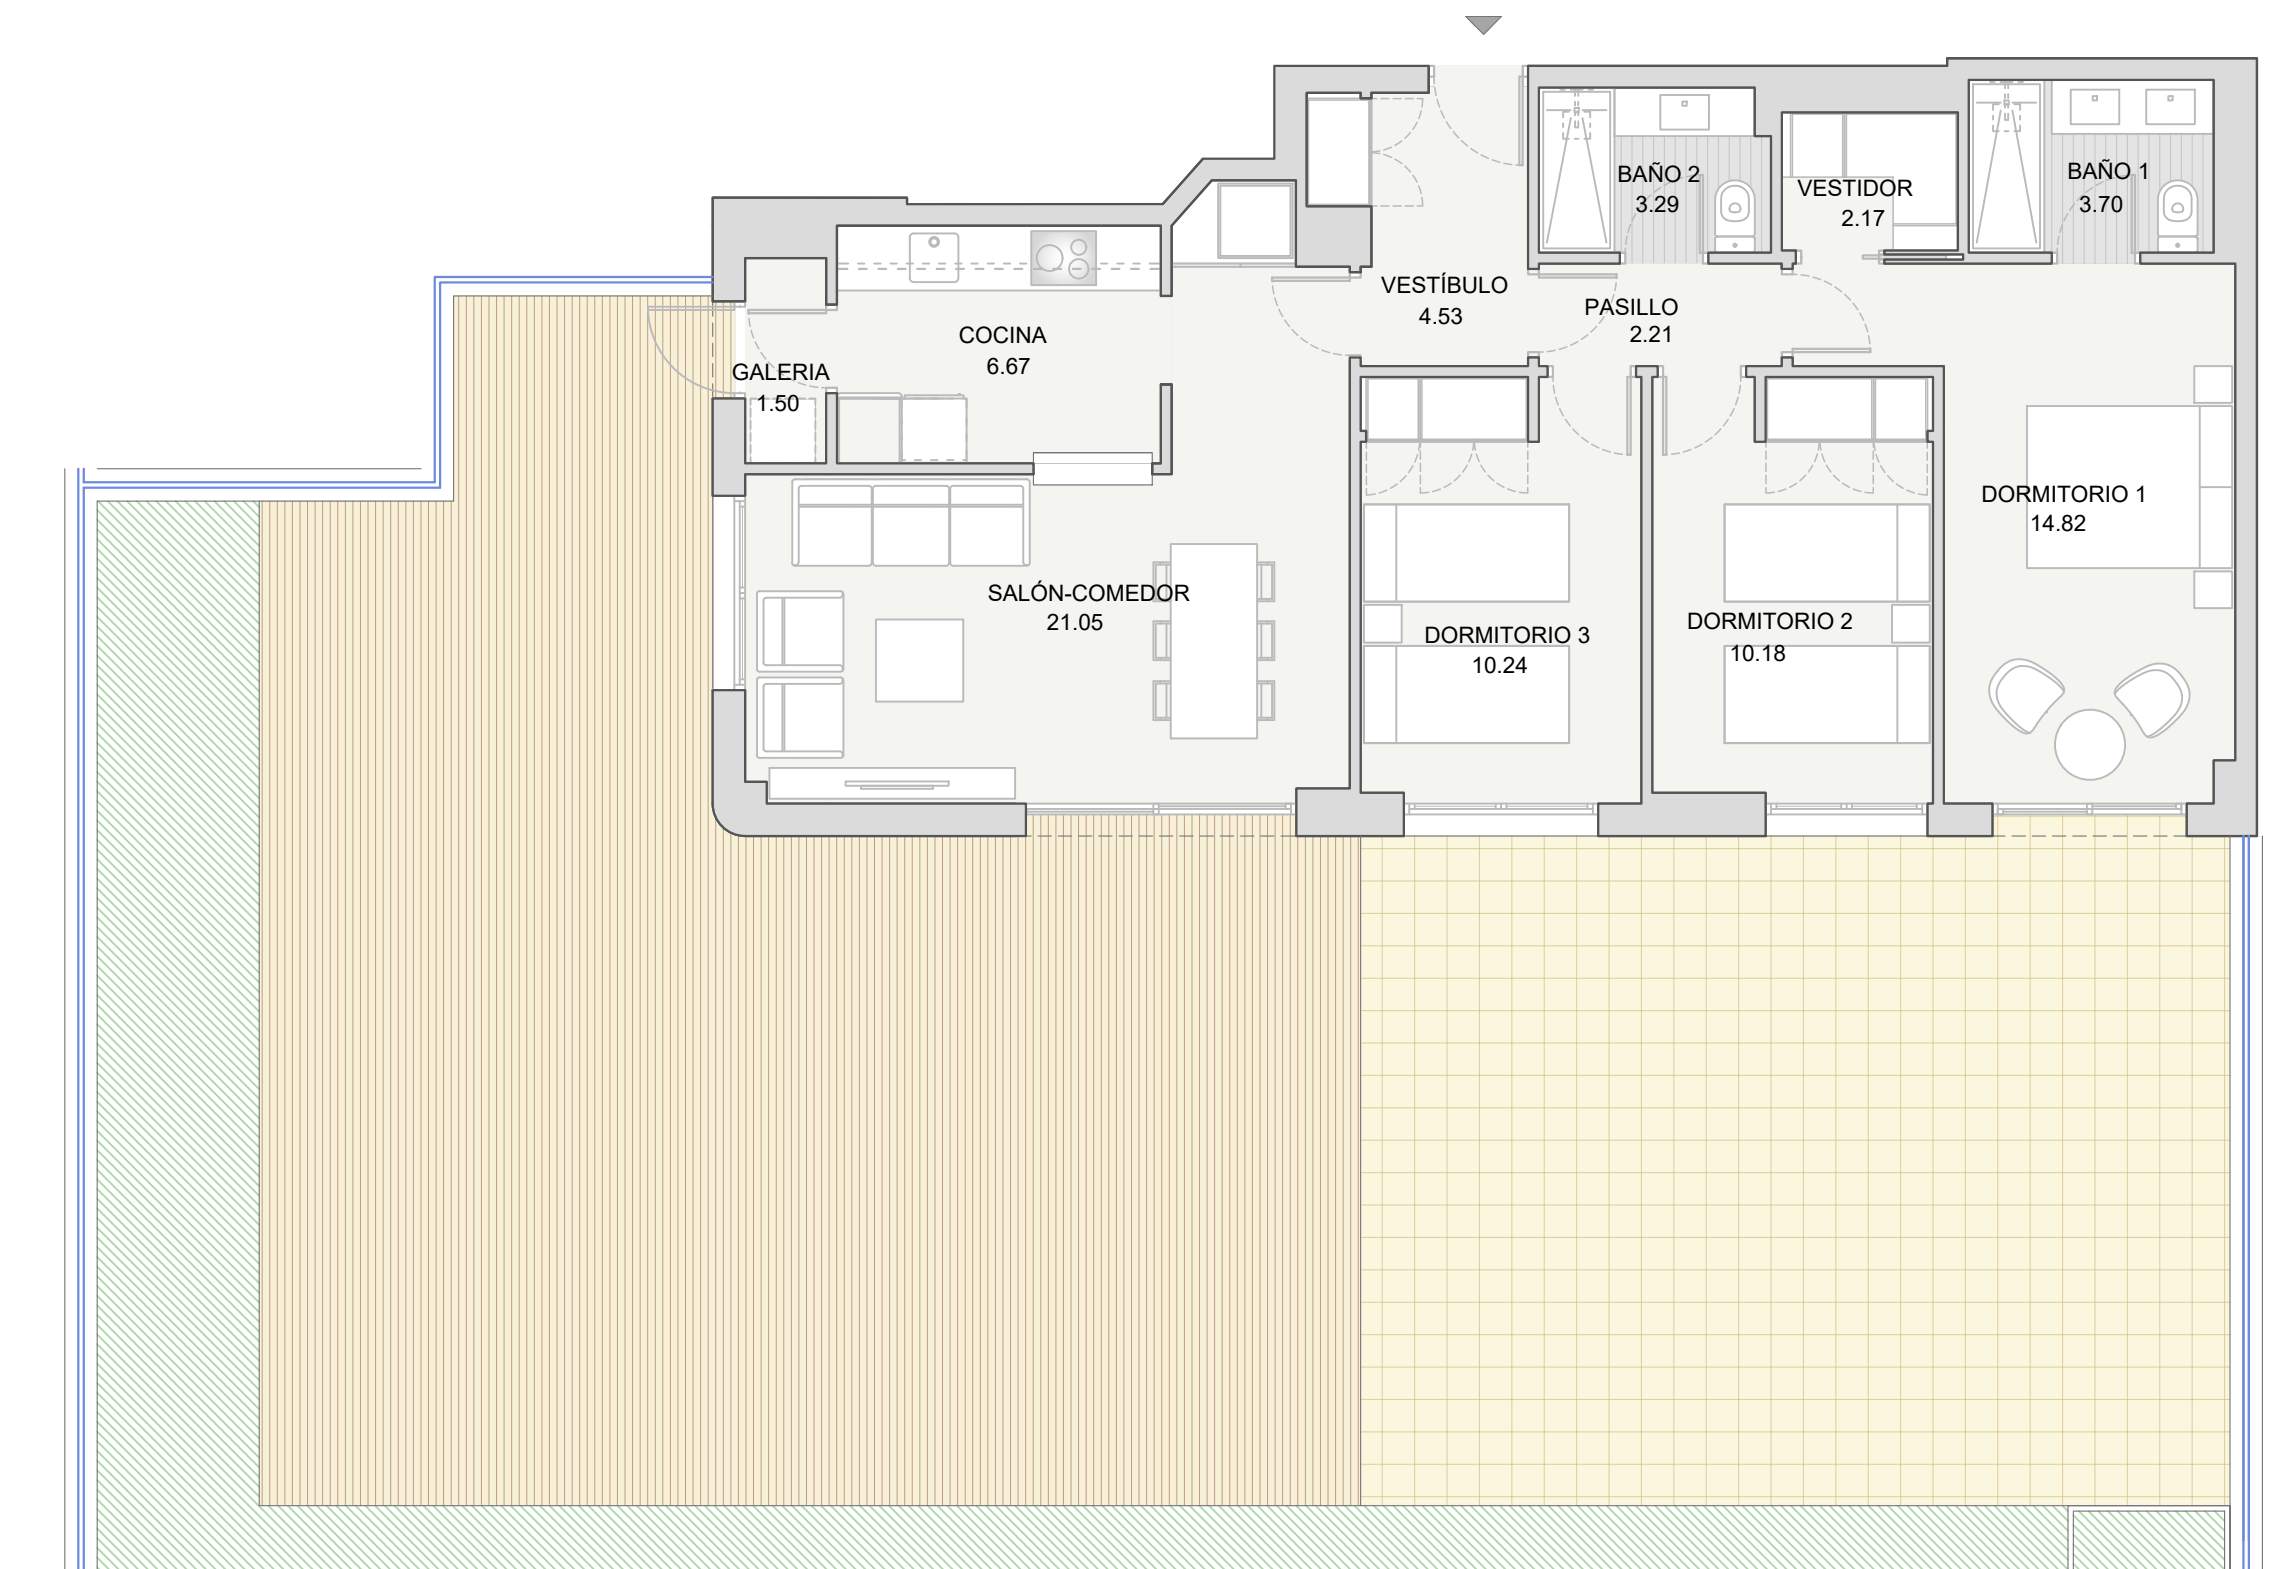 BAÑO 2
3.29
VESTIDOR
2.17
BAÑO 1
3.70
VESTÍBULO
4.53
PASILLO
2.21
COCINA
6.67
GALERIA
1.50
DORMITORIO 1
14.82
SALÓN-COMEDOR
21.05
DORMITORIO 3
10.24
DORMITORIO 2
10.18